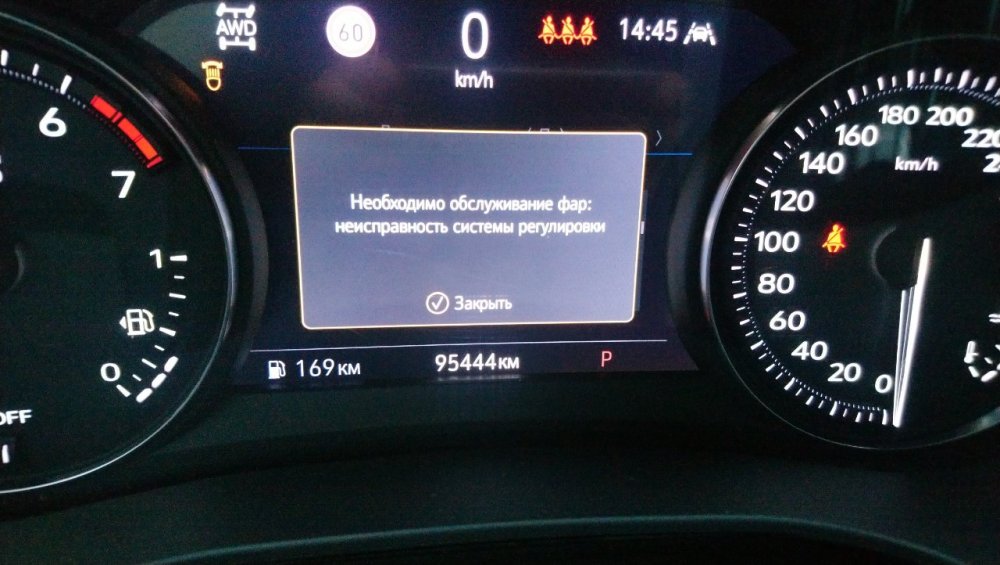 AWD
60
0
km/h
14:45
6
7
1
0
OFF
Необходимо обслуживание фар:
неисправность системы регулировки
Закрыть
169 км
95444 км
P
200
180
160
140
120
100
80
60
40
20
0
km/h